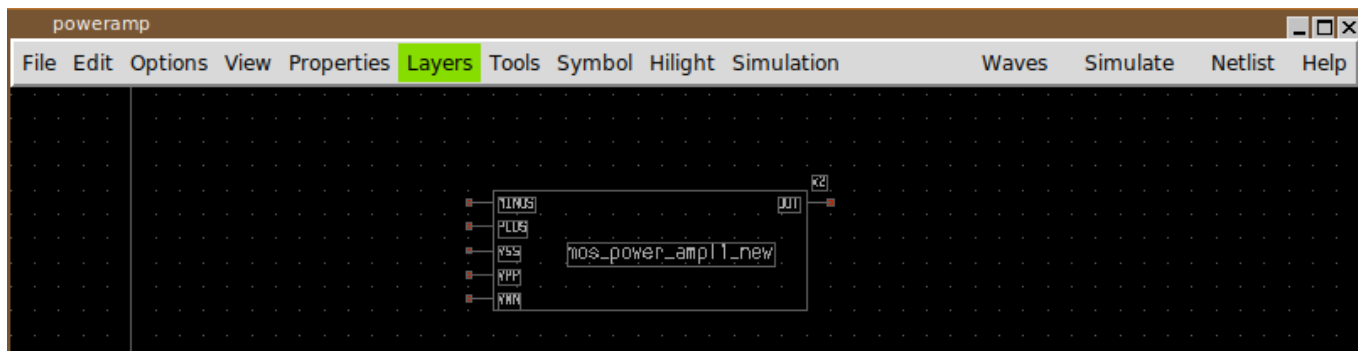 poweramp
File Edit Options View Properties Layers Tools Symbol Hilight Simulation Waves Simulate Netlist Help
x2
MINUS
OUT
PLUS
VSS
mos_power_ampl1_new
VPP
VNN